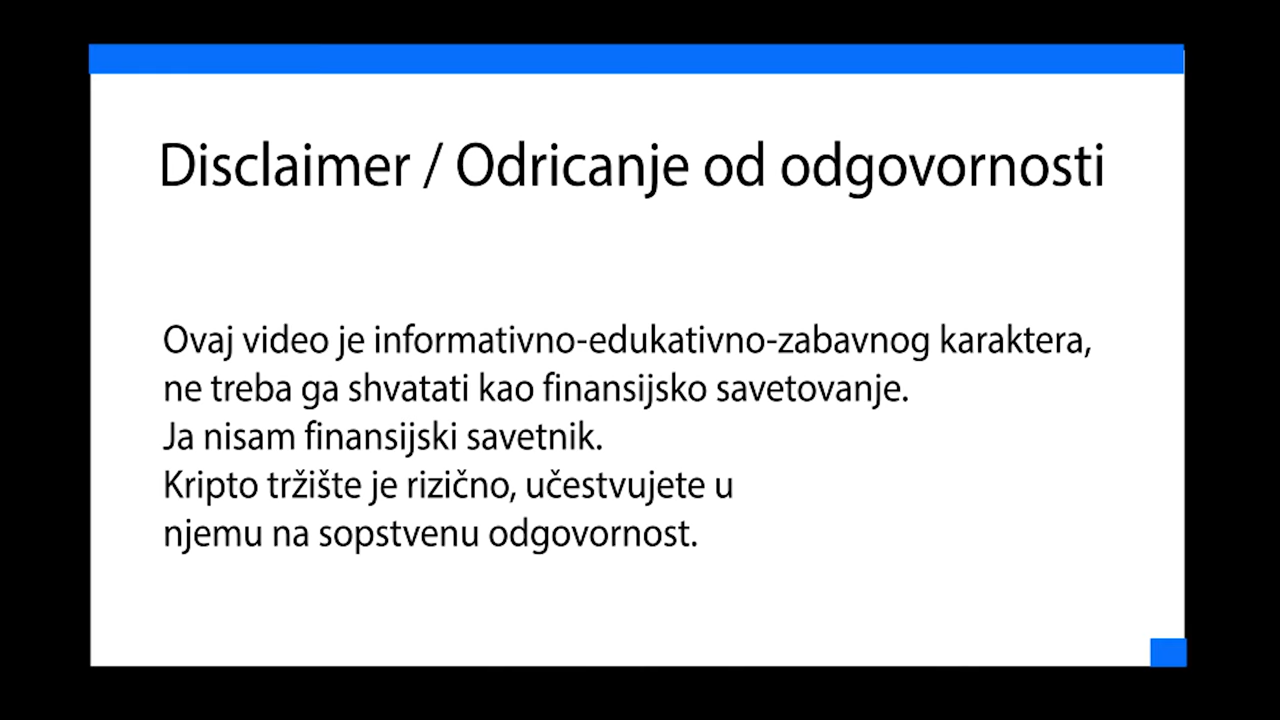 Disclaimer / Odricanje od odgovornosti
Ovaj video je informativno-edukativno-zabavnog karaktera,
ne treba ga shvatati kao finansijsko savetovanje.
Ja nisam finansijski savetnik.
Kripto tržište je rizično, učestvujete u
njemu na sopstvenu odgovornost.